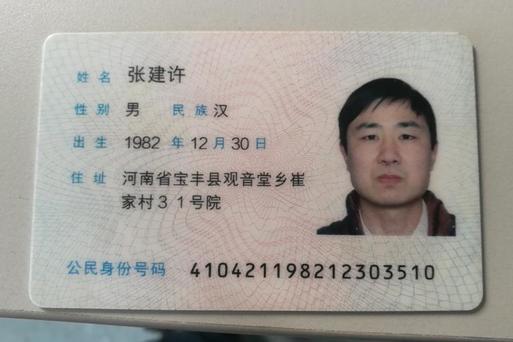 姓名 张建许
性别 男 民族 汉
出生 1982 年 12 月 30 日
住址 河南省宝丰县观音堂乡崔
家村31号院
公民身份号码 410421198212303510